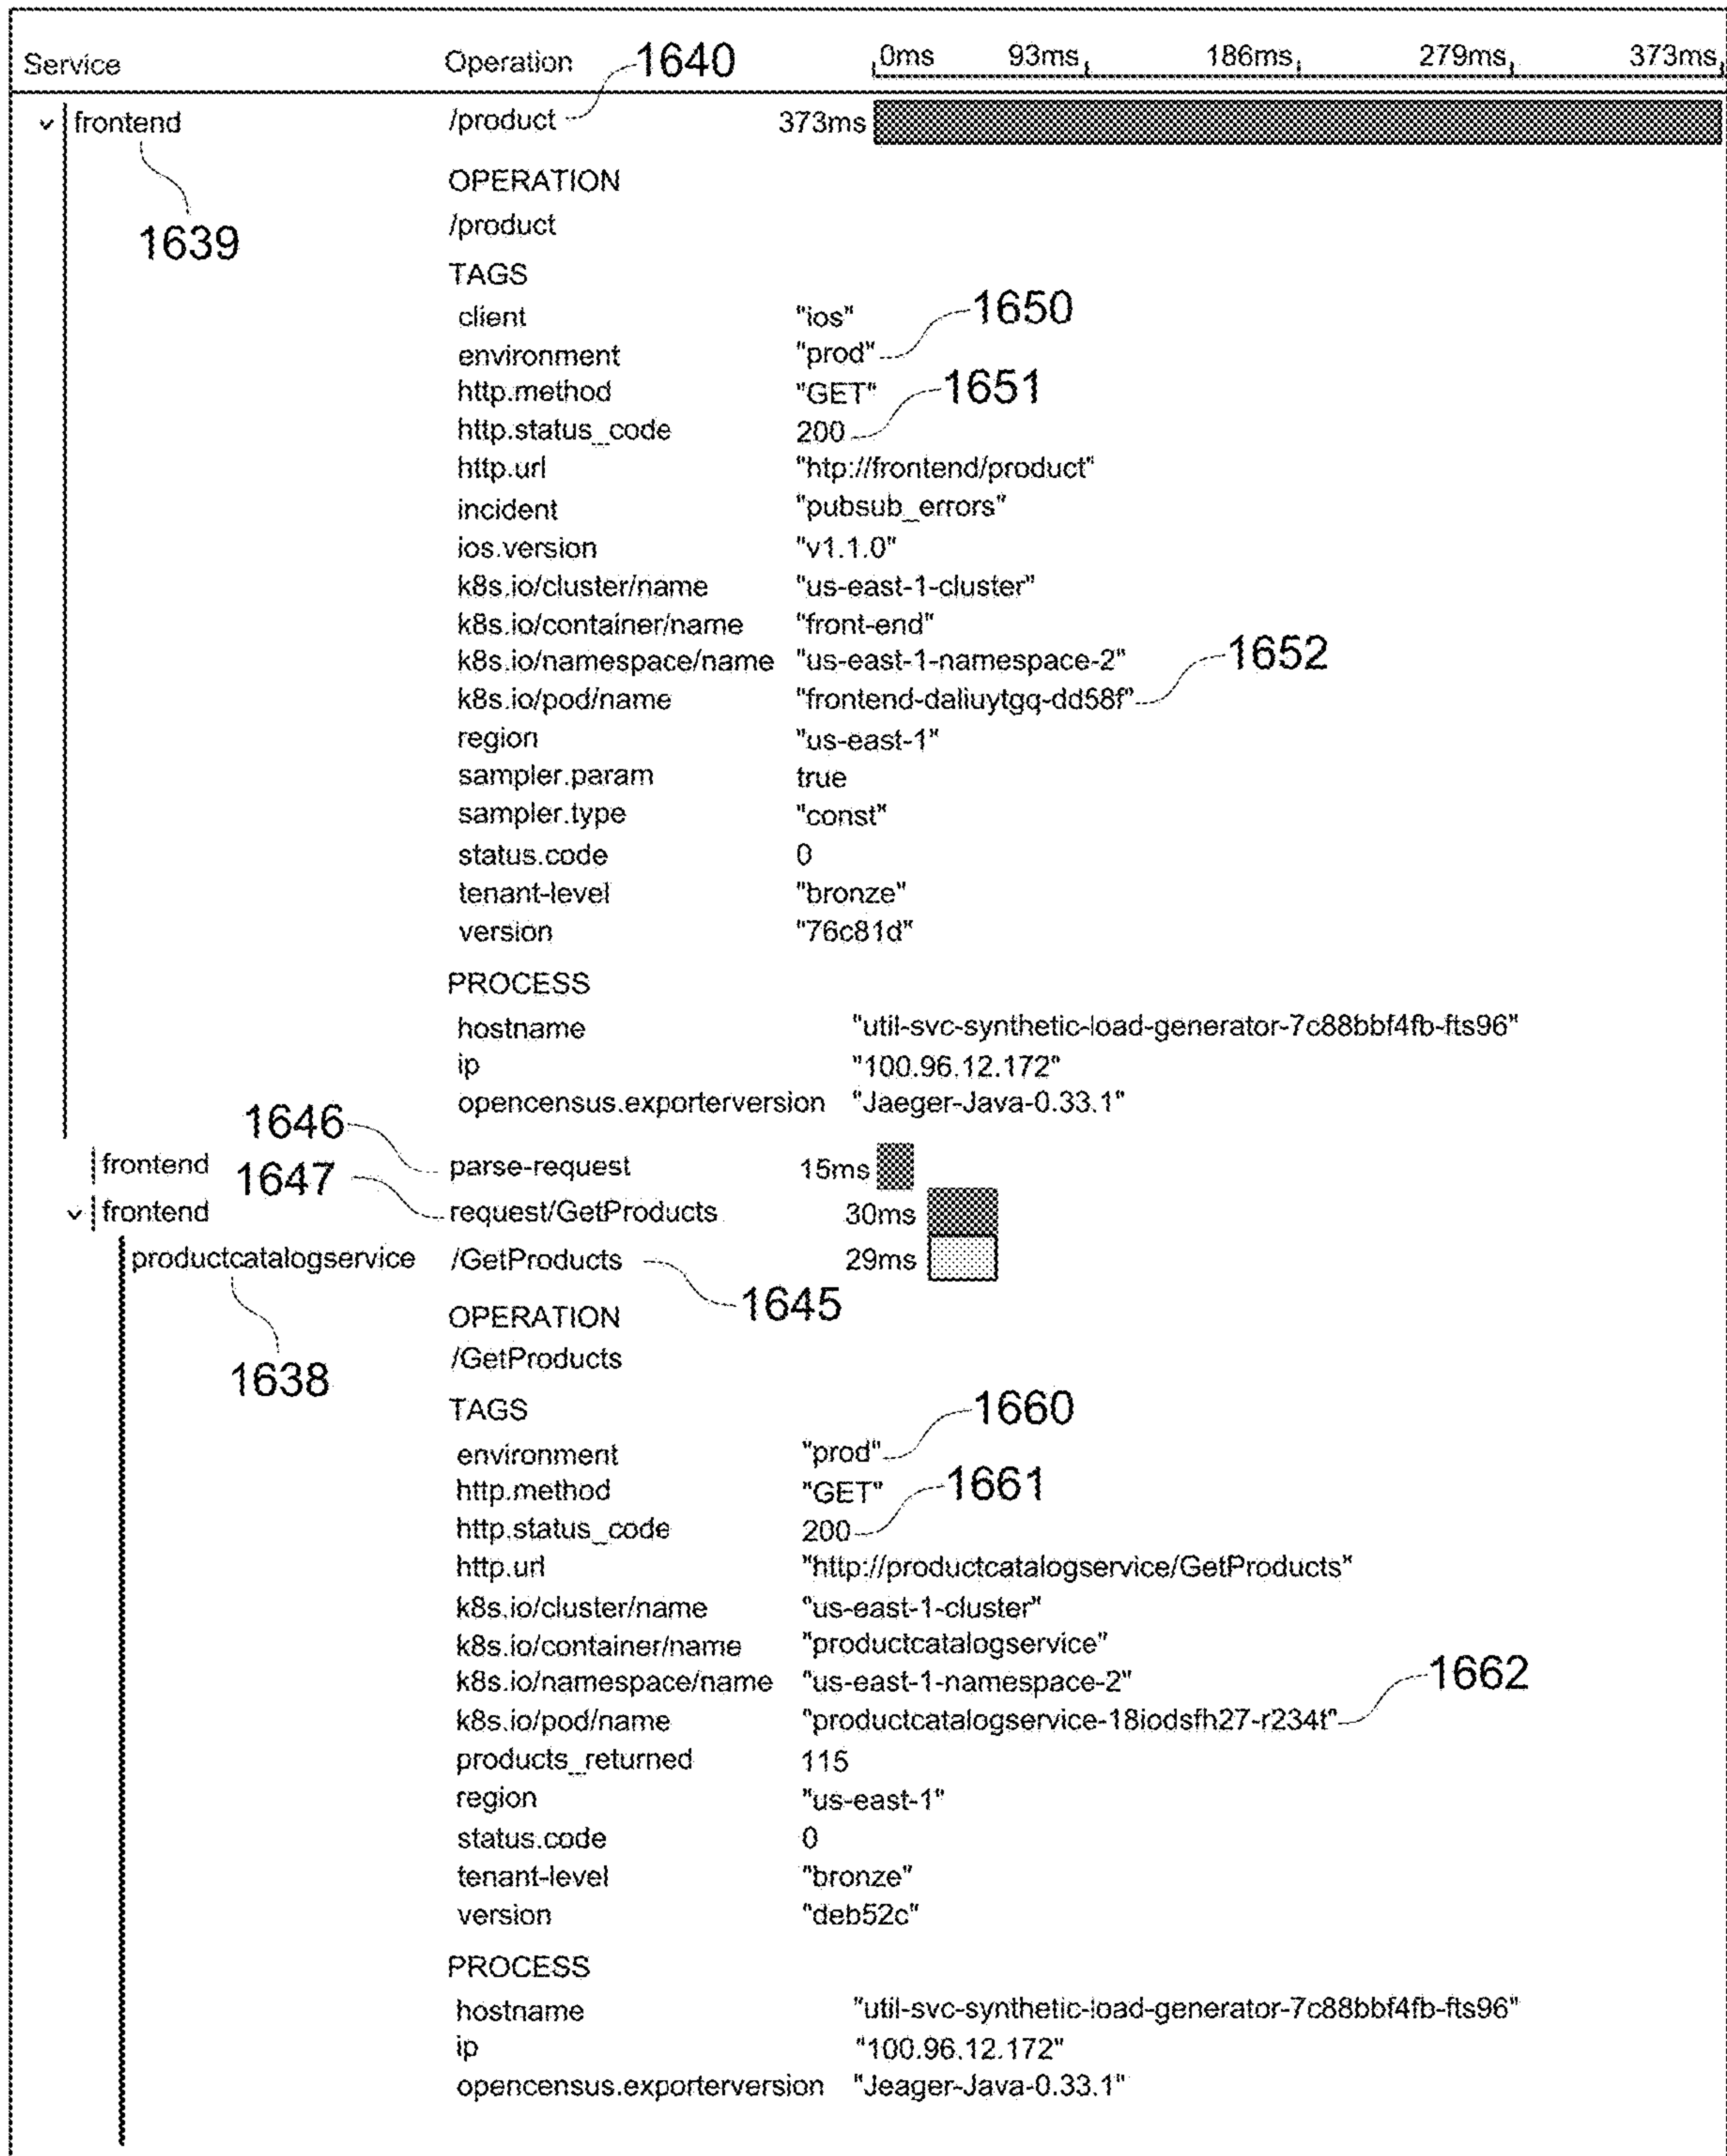 Service Operation 1640 0ms 93ms 186ms 279ms 373ms
frontend /product 373ms
1639
OPERATION
/product
TAGS
client "ios" 1650
environment "prod"
http.method "GET" 1651
http.status_code 200
http.url "htp://frontend/product"
incident "pubsub_errors"
ios.version "v1.1.0"
k8s.io/cluster/name "us-east-1-cluster"
k8s.io/container/name "front-end"
k8s.io/namespace/name "us-east-1-namespace-2" 1652
k8s.io/pod/name "frontend-daliuytgq-dd58f"
region "us-east-1"
sampler.param true
sampler.type "const"
status.code 0
tenant-level "bronze"
version "76c81d"
PROCESS
hostname "util-svc-synthetic-load-generator-7c88bbf4fb-fts96"
ip "100.96.12.172"
opencensus.exporterversion "Jaeger-Java-0.33.1"
1646
frontend parse-request 15ms
1647
frontend request/GetProducts 30ms
productcatalogservice /GetProducts 29ms
1645
1638
OPERATION
/GetProducts
TAGS 1660
environment "prod"
http.method "GET" 1661
http.status_code 200
http.url "http://productcatalogservice/GetProducts"
k8s.io/cluster/name "us-east-1-cluster"
k8s.io/container/name "productcatalogservice"
k8s.io/namespace/name "us-east-1-namespace-2" 1662
k8s.io/pod/name "productcatalogservice-18iodsfh27-r234t"
products_returned 115
region "us-east-1"
status.code 0
tenant-level "bronze"
version "deb52c"
PROCESS
hostname "util-svc-synthetic-load-generator-7c88bbf4fb-fts96"
ip "100.96.12.172"
opencensus.exporterversion "Jeager-Java-0.33.1"